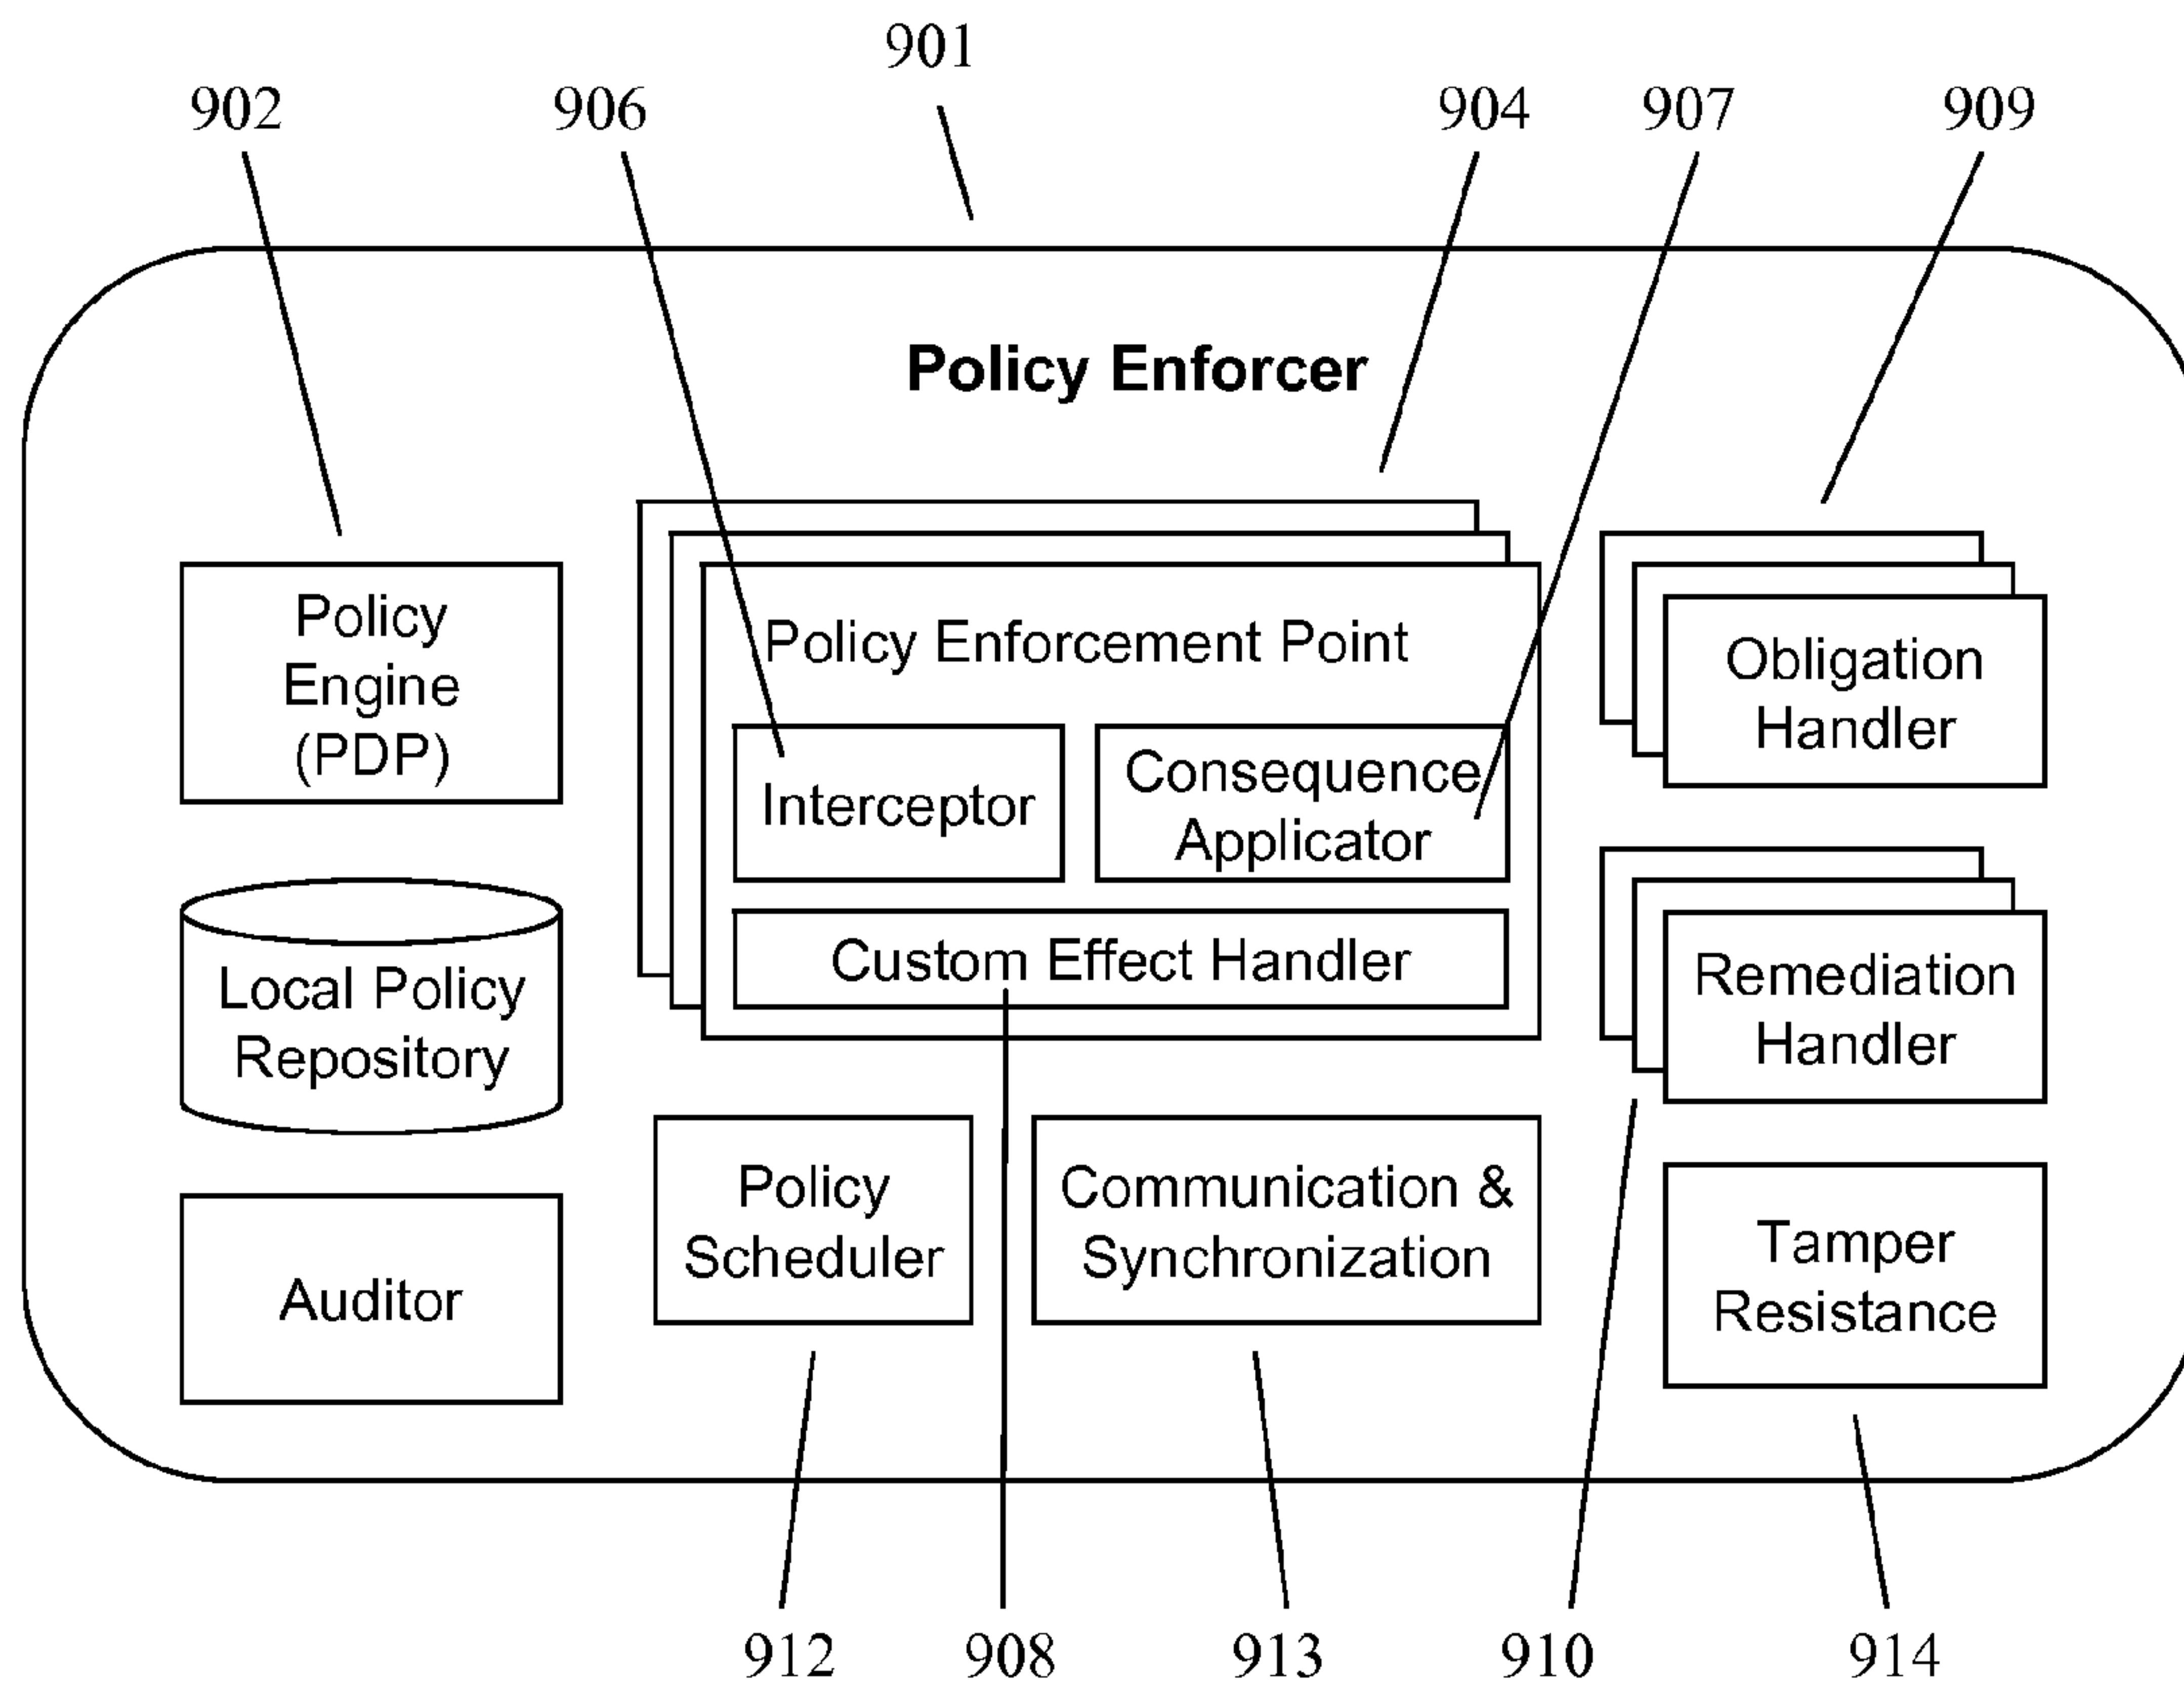 901
902
906
904
907
909
Policy Enforcer
Policy
Engine
(PDP)
Policy Enforcement Point
Interceptor
Consequence
Applicator
Custom Effect Handler
Obligation
Handler
Local Policy
Repository
Remediation
Handler
Auditor
Policy
Scheduler
Communication &
Synchronization
Tamper
Resistance
912
908
913
910
914